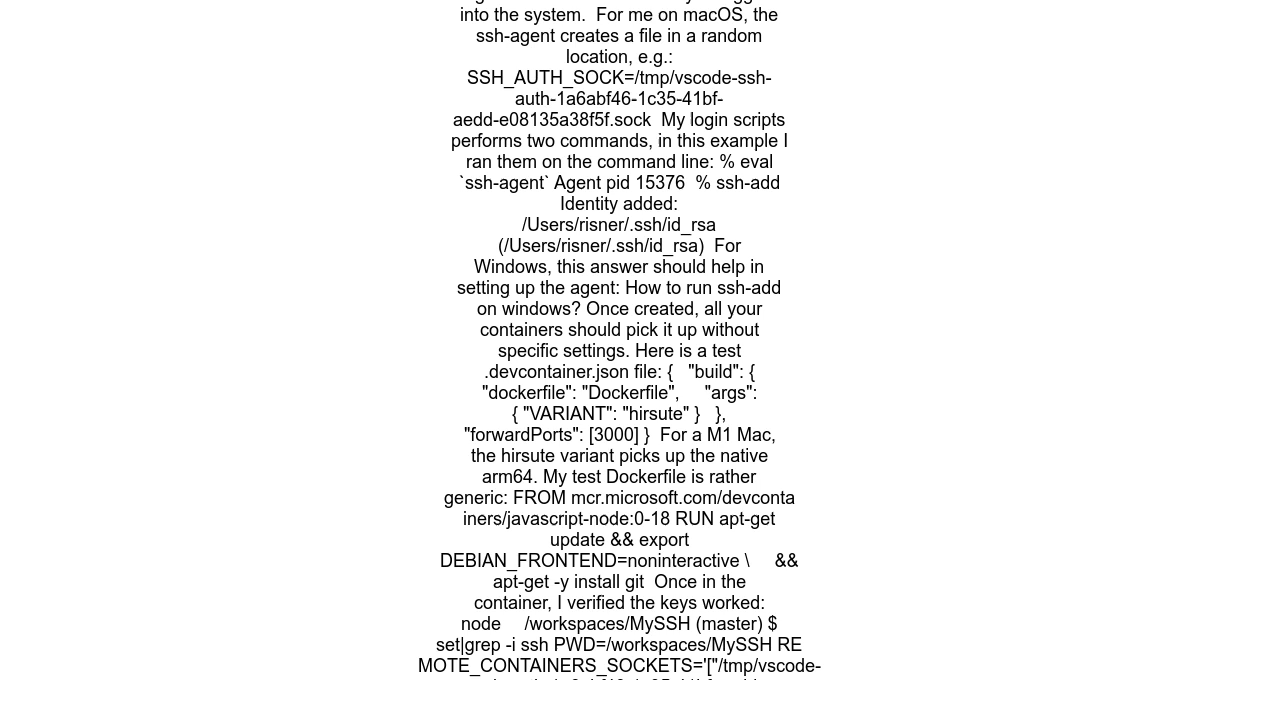 into the system.  For me on macOS, the
ssh-agent creates a file in a random
location, e.g.:
SSH_AUTH_SOCK=/tmp/vscode-ssh-
auth-1a6abf46-1c35-41bf-
aedd-e08135a38f5f.sock  My login scripts
performs two commands, in this example I
ran them on the command line: % eval
`ssh-agent` Agent pid 15376  % ssh-add
Identity added:
/Users/risner/.ssh/id_rsa
(/Users/risner/.ssh/id_rsa)  For
Windows, this answer should help in
setting up the agent: How to run ssh-add
on windows? Once created, all your
containers should pick it up without
specific settings. Here is a test
.devcontainer.json file: {   "build": {
"dockerfile": "Dockerfile",      "args":
{ "VARIANT": "hirsute" }   },
"forwardPorts": [3000] }  For a M1 Mac,
the hirsute variant picks up the native
arm64. My test Dockerfile is rather
generic: FROM mcr.microsoft.com/devconta
iners/javascript-node:0-18 RUN apt-get
update && export
DEBIAN_FRONTEND=noninteractive \     &&
apt-get -y install git  Once in the
container, I verified the keys worked:
node     /workspaces/MySSH (master) $
set|grep -i ssh PWD=/workspaces/MySSH RE
MOTE_CONTAINERS_SOCKETS='["/tmp/vscode-